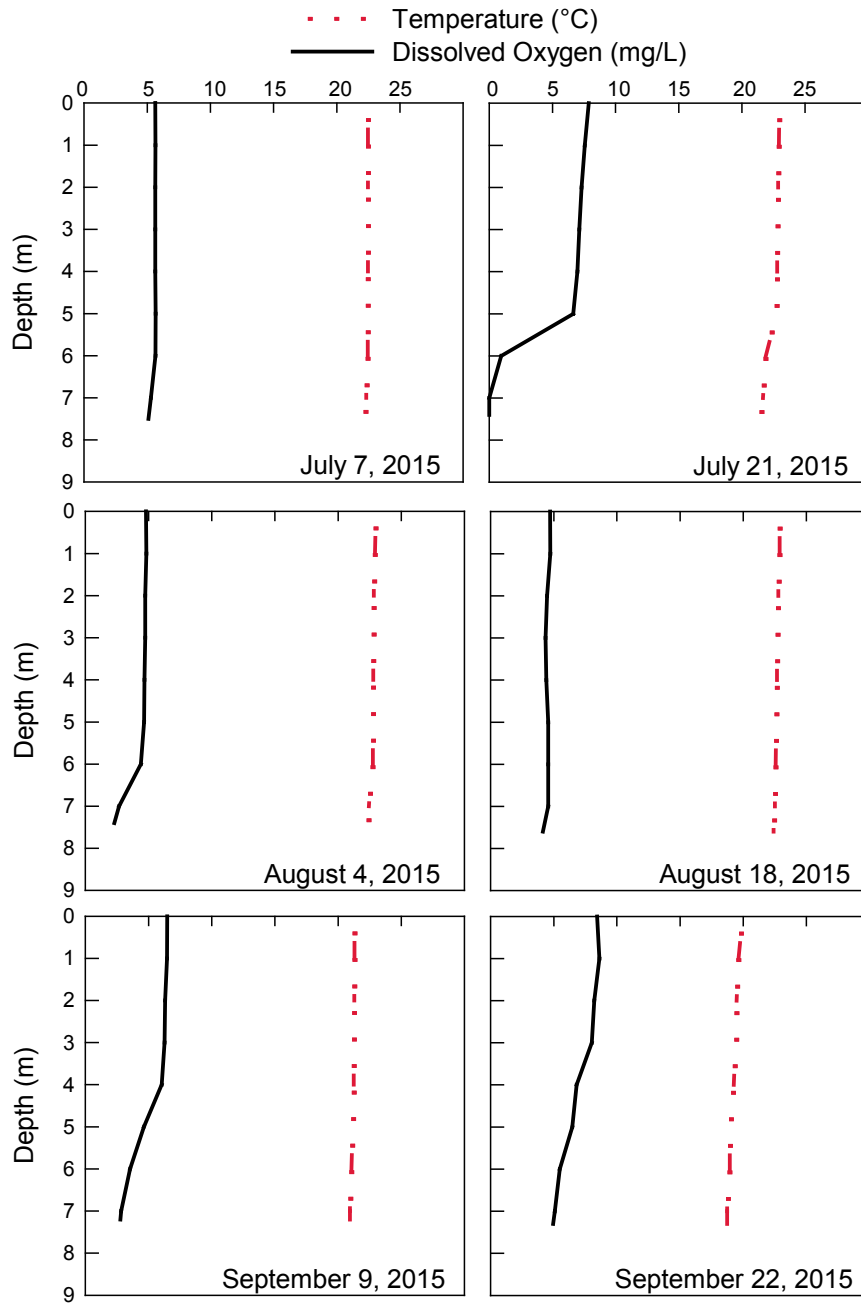 Temperature (°C)
Dissolved Oxygen (mg/L)
0 5 10 15 20 25 0 5 10 15 20 25
0
1
2
3
4
5
6
7
8
9
Depth (m)
July 7, 2015
July 21, 2015
0
1
2
3
4
5
6
7
8
9
Depth (m)
August 4, 2015
August 18, 2015
0
1
2
3
4
5
6
7
8
9
Depth (m)
September 9, 2015
September 22, 2015